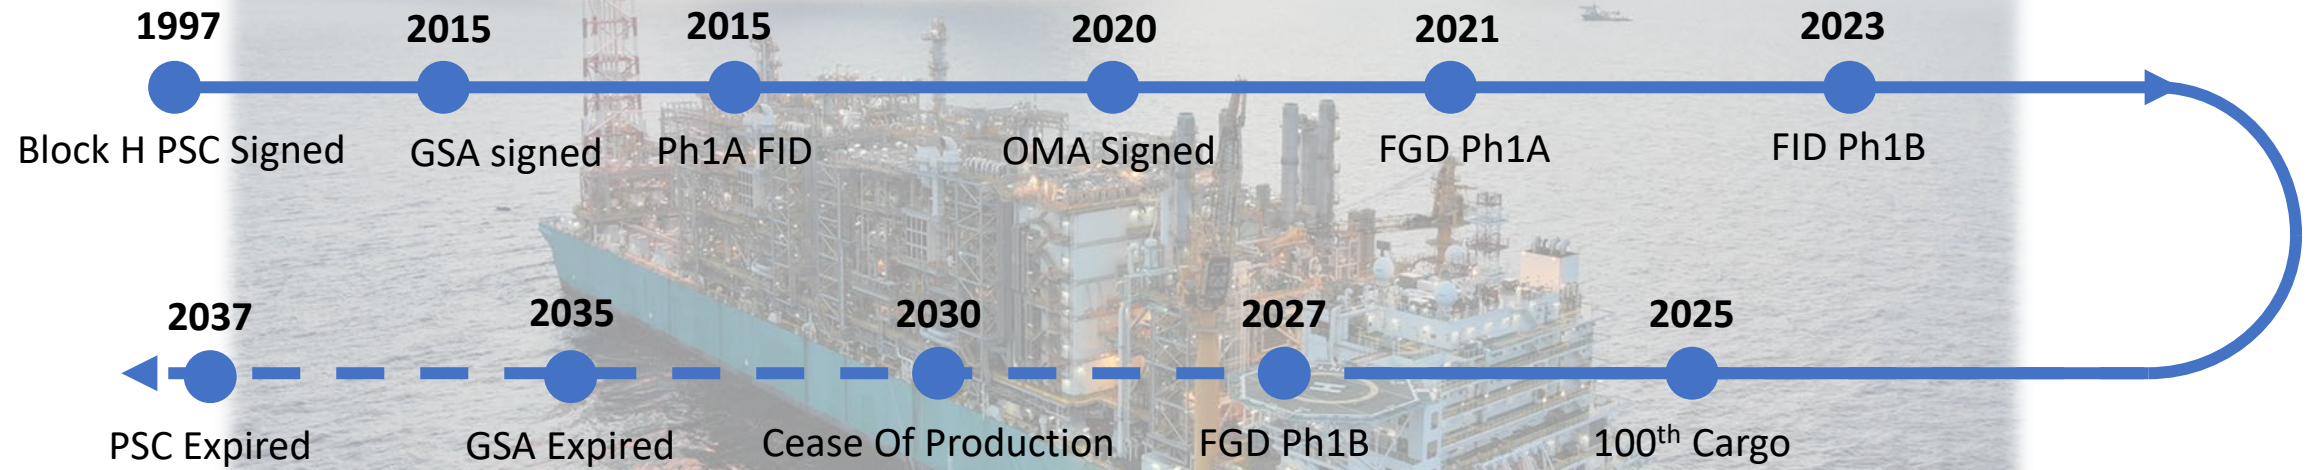 1997
2015
2015
2020
2021
2023
Block H PSC Signed
GSA signed
Ph1A FID
OMA Signed
FGD Ph1A
FID Ph1B
2037
2035
2030
2027
2025
PSC Expired
GSA Expired
Cease Of Production
FGD Ph1B
100th Cargo